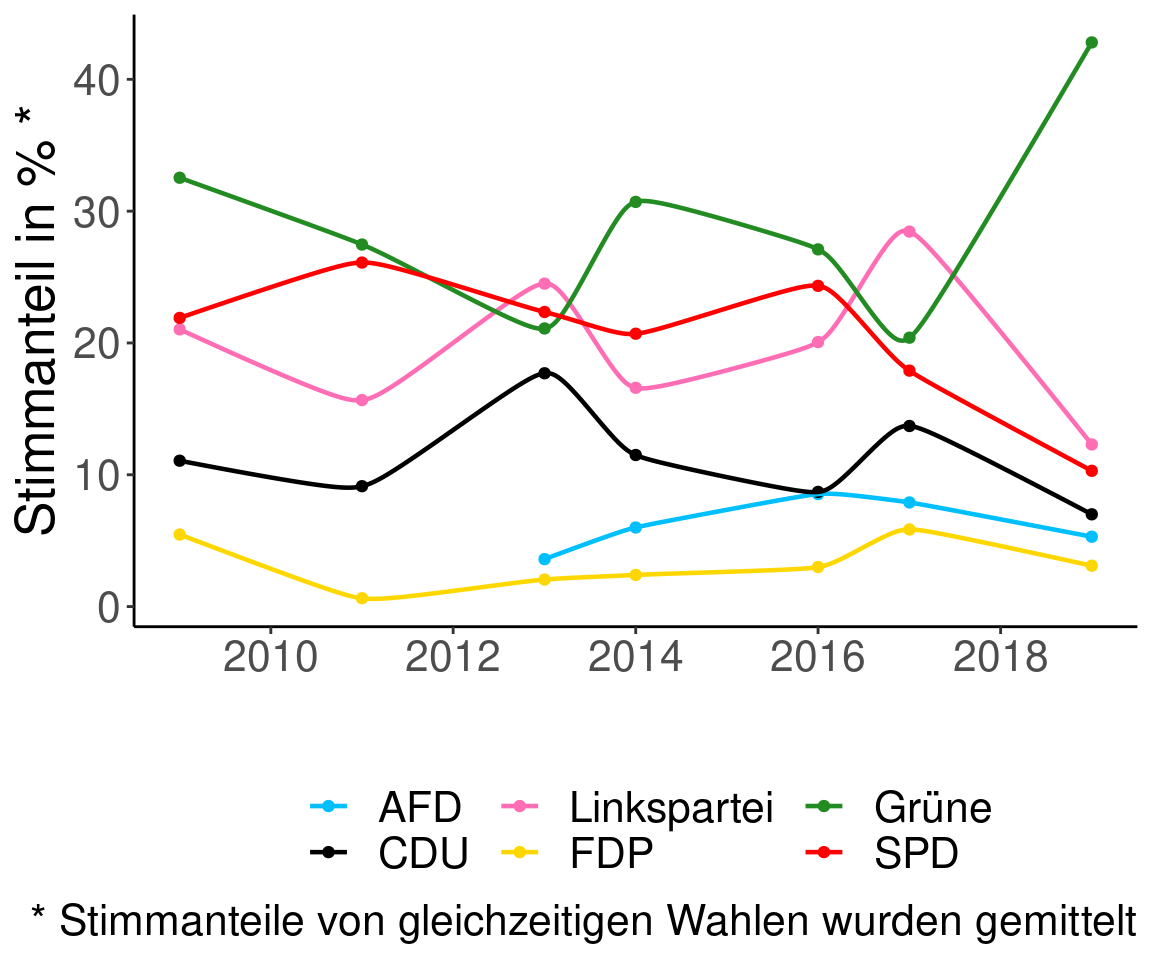 Stimmanteil in % *
40
30
20
10
0
2010 2012 2014 2016 2018
AFD Linkspartei Grüne
CDU FDP SPD
* Stimmanteile von gleichzeitigen Wahlen wurden gemittelt